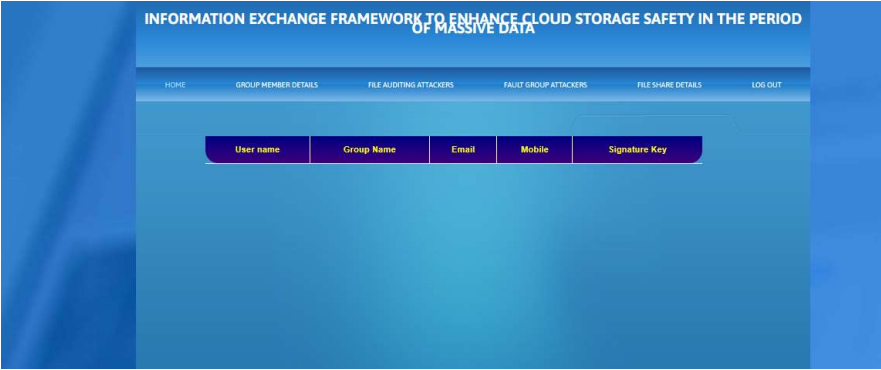 INFORMATION EXCHANGE FRAMEWORK TO ENHANCE CLOUD STORAGE SAFETY IN THE PERIOD
OF MASSIVE DATA
HOME GROUP MEMBER DETAILS FILE AUDITING ATTACKERS FAULT GROUP ATTACKERS FILE SHARE DETAILS LOG OUT
User name Group Name Email Mobile Signature Key